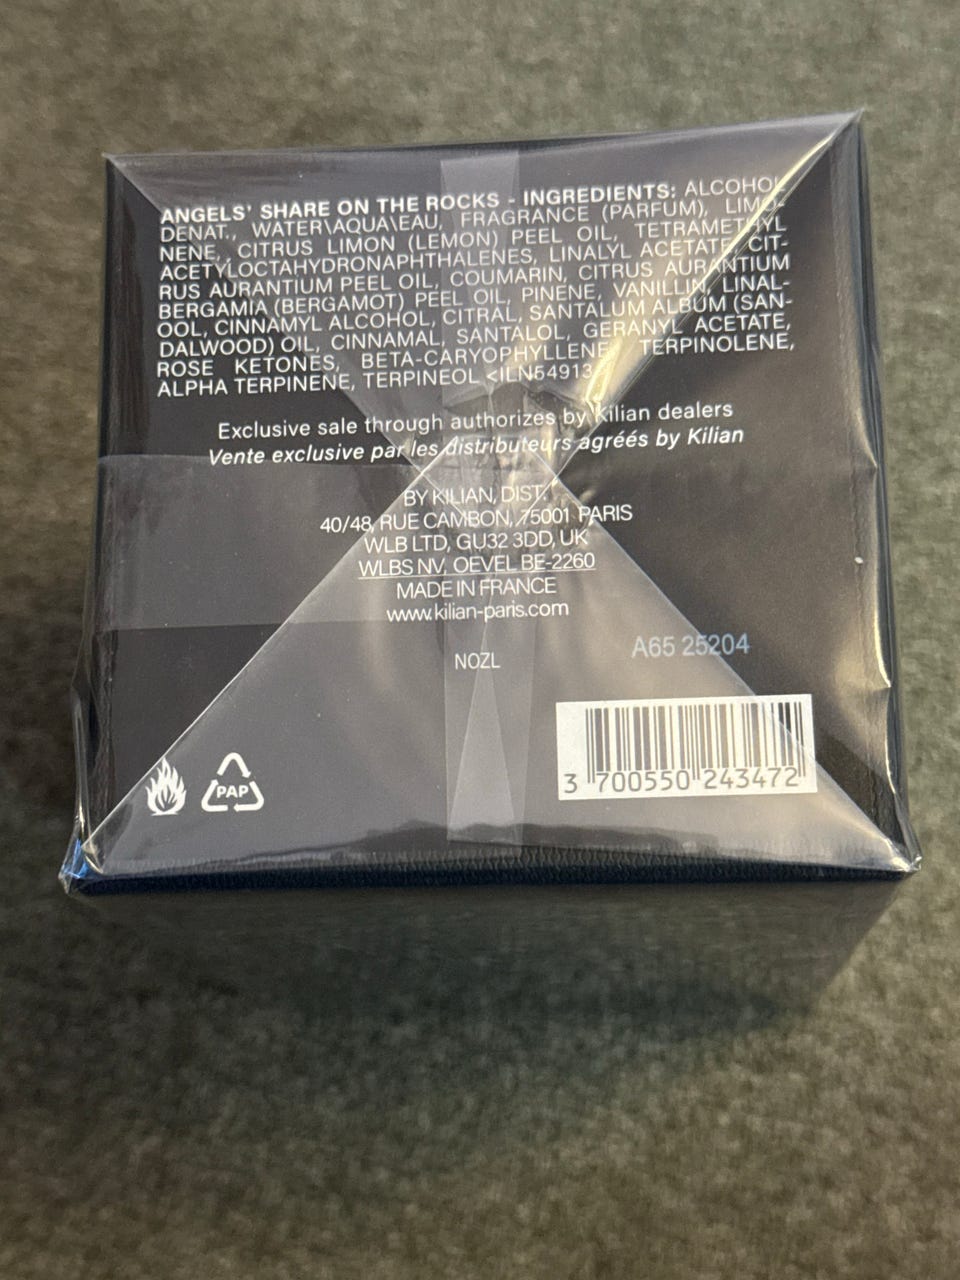 ANGELS' SHARE ON THE ROCKS - INGREDIENTS: ALCOHOL
DENAT., WATER\AQUA\EAU, FRAGRANCE (PARFUM), LIMO-
NENE, CITRUS LIMON (LEMON) PEEL OIL, TETRAMETHYL
ACETYLOCTAHYDRONAPHTHALENES, LINALYL ACETATE, CIT-
RUS AURANTIUM PEEL OIL, COUMARIN, CITRUS AURANTIUM
BERGAMIA (BERGAMOT) PEEL OIL, PINENE, VANILLIN, LINAL-
OOL, CINNAMYL ALCOHOL, CITRAL, SANTALUM ALBUM (SAN-
DALWOOD) OIL, CINNAMAL, SANTALOL, GERANYL ACETATE,
ROSE KETONES, BETA-CARYOPHYLLENE, TERPINOLENE,
ALPHA TERPINENE, TERPINEOL <ILN54913>
Exclusive sale through authorizes by Kilian dealers
Vente exclusive par les distributeurs agréés by Kilian
BY KILIAN, DIST.
40/48, RUE CAMBON, 75001 PARIS
WLB LTD, GU32 3DD, UK
WLBS NV, OEVEL BE-2260
MADE IN FRANCE
www.kilian-paris.com
NOZL
A65 25204
PAP
3 700550 243472